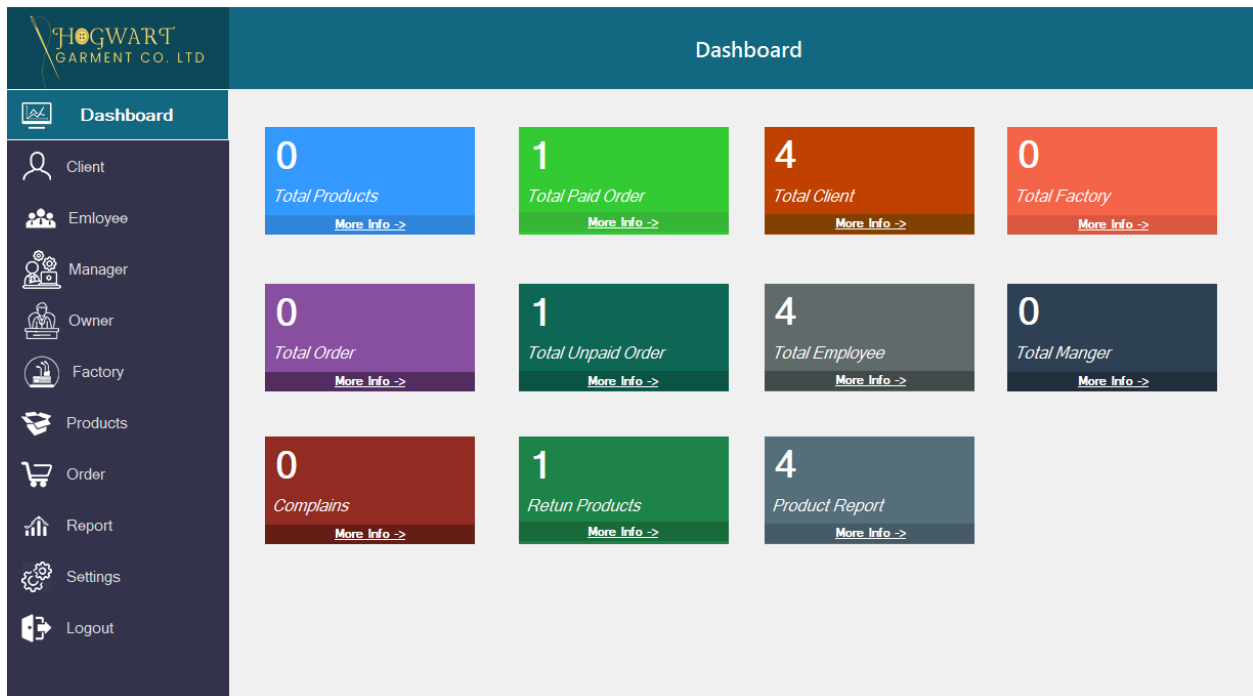 HOGWART
GARMENT CO. LTD
Dashboard
Dashboard
Client
Emloyee
Manager
Owner
Factory
Products
Order
Report
Settings
Logout
0
Total Products
More Info ->
1
Total Paid Order
More Info ->
4
Total Client
More Info ->
0
Total Factory
More Info ->
0
Total Order
More Info ->
1
Total Unpaid Order
More Info ->
4
Total Employee
More Info ->
0
Total Manger
More Info ->
0
Complains
More Info ->
1
Retun Products
More Info ->
4
Product Report
More Info ->